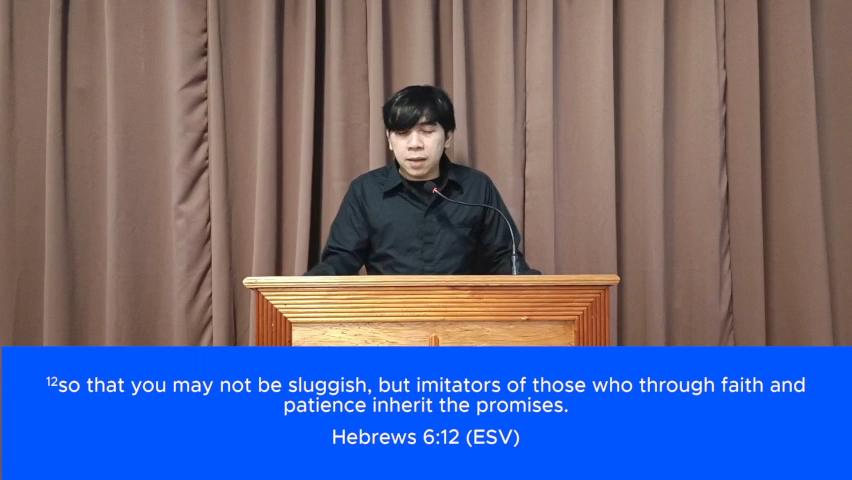 ¹²so that you may not be sluggish, but imitators of those who through faith and
patience inherit the promises.
Hebrews 6:12 (ESV)